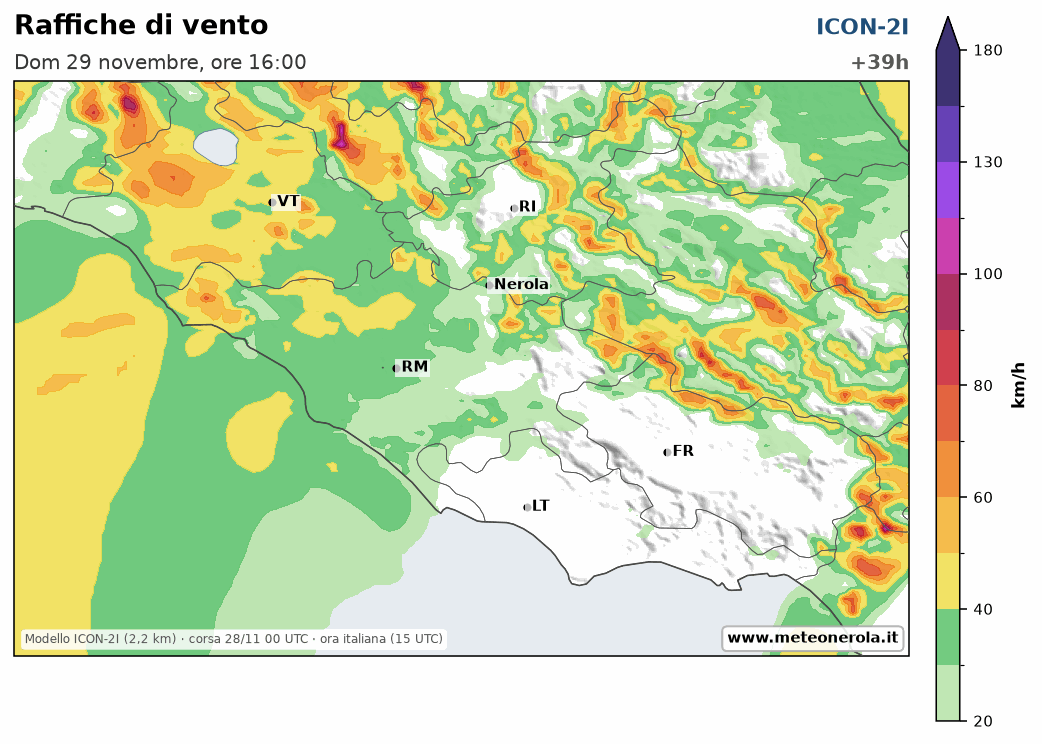 Raffiche di vento
ICON-2I
Dom 29 novembre, ore 16:00
+39h
180
130
100
80
60
40
20
km/h
VT
RI
Nerola
RM
FR
LT
Modello ICON-2I (2,2 km) · corsa 28/11 00 UTC · ora italiana (15 UTC)
www.meteonerola.it